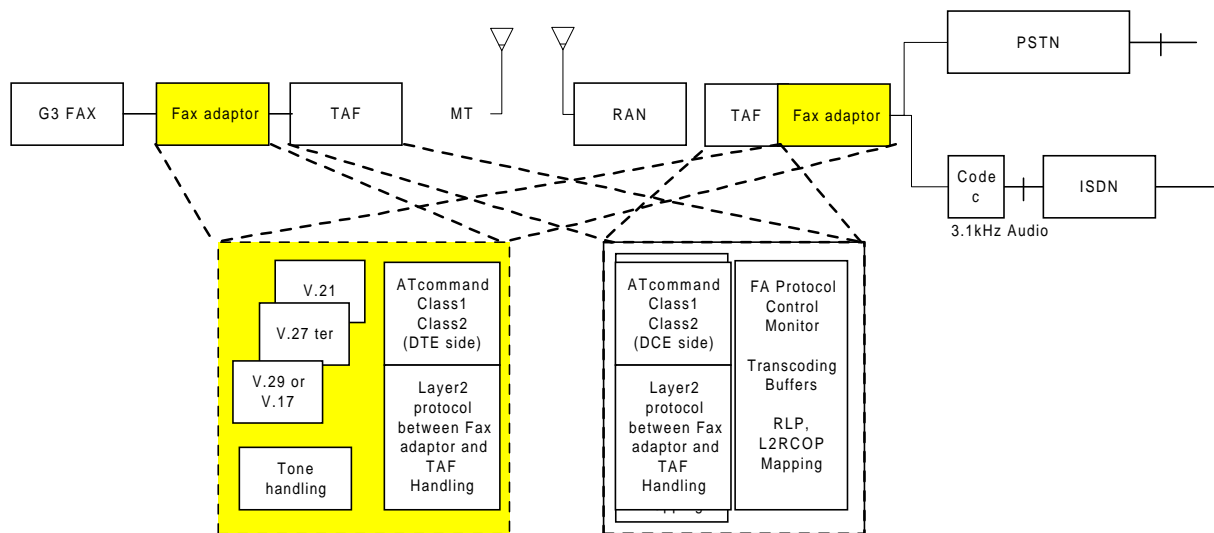 PSTN
G3 FAX
Fax adaptor
TAF
MT
RAN
TAF
Fax adaptor
Code
c
ISDN
3.1kHz Audio
V.21
V.27 ter
V.29 or
V.17
Tone
handling
ATcommand
Class1
Class2
(DTE side)
Layer2
protocol
between Fax
adaptor and
TAF
Handling
ATcommand
Class1
Class2
(DCE side)
Layer2
protocol
between Fax
adaptor and
TAF
Handling
FA Protocol
Control
Monitor
Transcoding
Buffers
RLP,
L2RCOP
Mapping